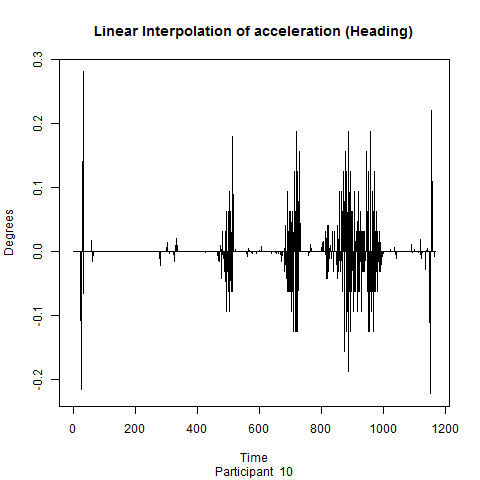 Linear Interpolation of acceleration (Heading)
Degrees
0.3
0.2
0.1
0.0
-0.1
-0.2
0 200 400 600 800 1000 1200
Time
Participant 10